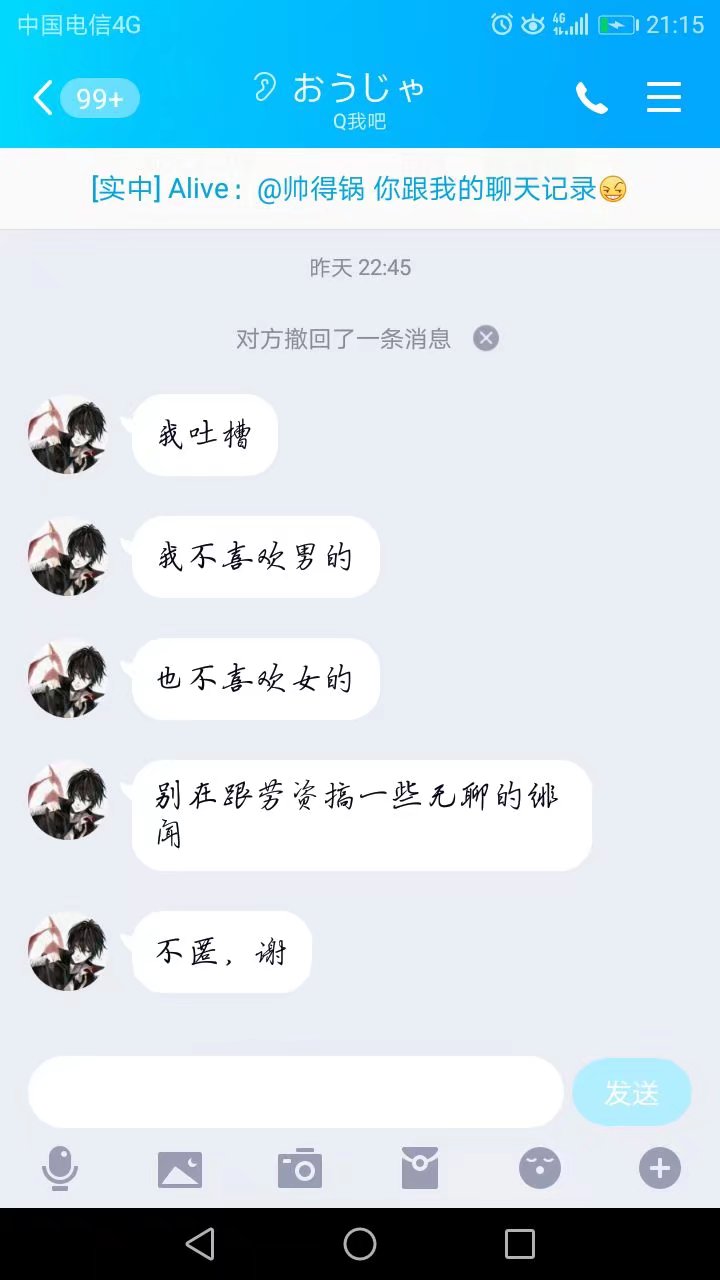 中国电信4G
4G
21:15
99+
おうじゃ
Q我吧
[实中] Alive：@帅得锅 你跟我的聊天记录
昨天 22:45
对方撤回了一条消息
我吐槽
我不喜欢男的
也不喜欢女的
别在跟劳资搞一些无聊的绯
闻
不匿，谢
发送